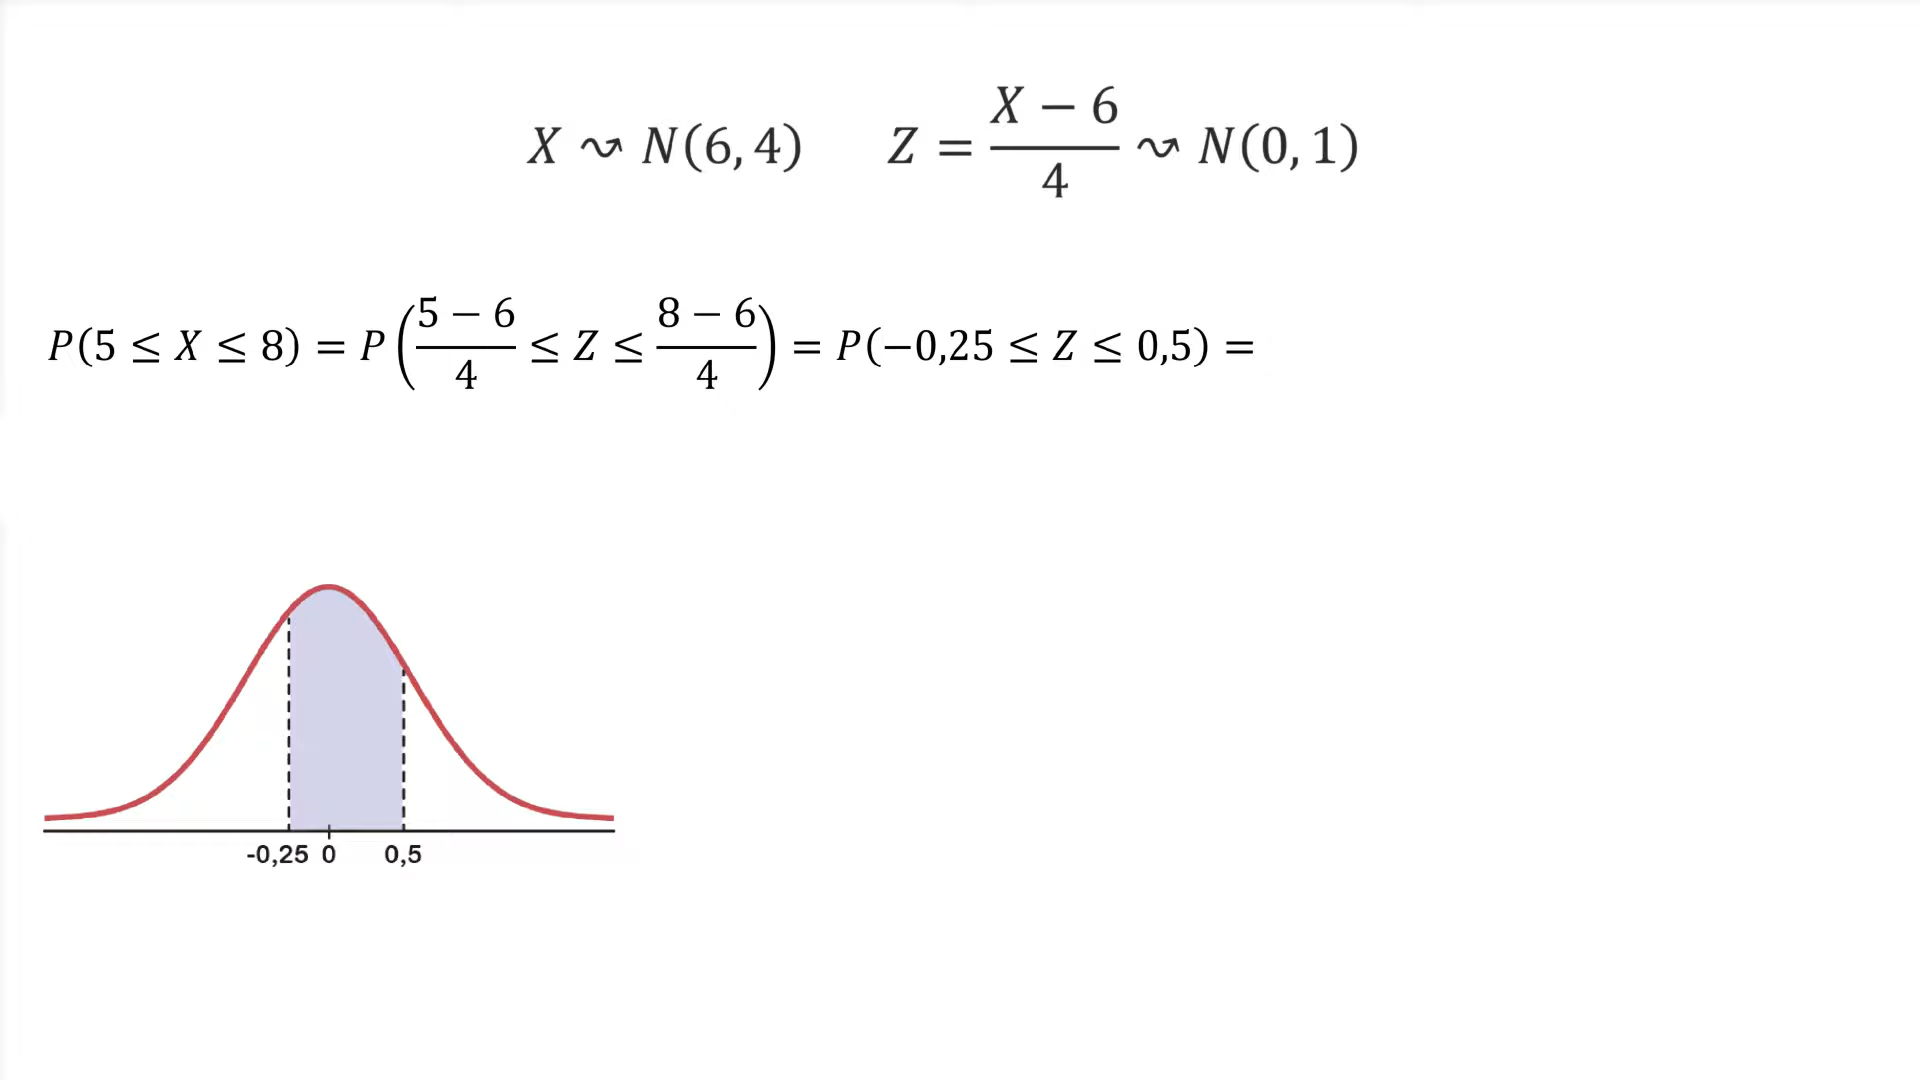 X ⇝ N(6, 4)    Z = (X − 6)/4 ⇝ N(0, 1)
P(5 ≤ X ≤ 8) = P((5 − 6)/4 ≤ Z ≤ (8 − 6)/4) = P(−0,25 ≤ Z ≤ 0,5) =
-0,25 0 0,5